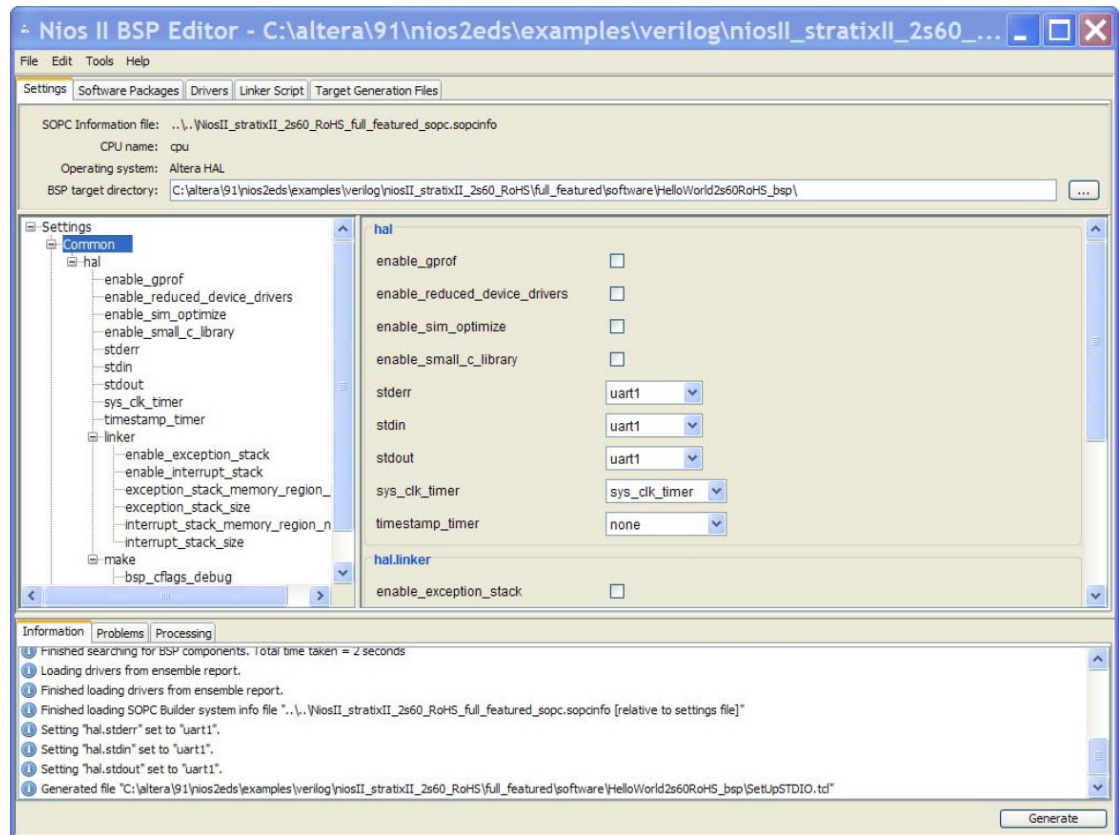 Nios II BSP Editor - C:\altera\91\nios2eds\examples\verilog\niosII_stratixII_2s60_...
File Edit Tools Help
Settings Software Packages Drivers Linker Script Target Generation Files
SOPC Information file: ..\..\NiosII_stratixII_2s60_RoHS_full_featured_sopc.sopcinfo
CPU name: cpu
Operating system: Altera HAL
BSP target directory: C:\altera\91\nios2eds\examples\verilog\niosII_stratixII_2s60_RoHS\full_featured\software\HelloWorld2s60RoHS_bsp\ ...
Settings
Common
hal
enable_gprof
enable_reduced_device_drivers
enable_sim_optimize
enable_small_c_library
stderr
stdin
stdout
sys_clk_timer
timestamp_timer
linker
enable_exception_stack
enable_interrupt_stack
exception_stack_memory_region_
exception_stack_size
interrupt_stack_memory_region_n
interrupt_stack_size
make
bsp_cflags_debug
hal
enable_gprof
enable_reduced_device_drivers
enable_sim_optimize
enable_small_c_library
stderr uart1
stdin uart1
stdout uart1
sys_clk_timer sys_clk_timer
timestamp_timer none
hal.linker
enable_exception_stack
Information Problems Processing
Finished searching for BSP components. Total time taken = 2 seconds
Loading drivers from ensemble report.
Finished loading drivers from ensemble report.
Finished loading SOPC Builder system info file "..\..\NiosII_stratixII_2s60_RoHS_full_featured_sopc.sopcinfo [relative to settings file]"
Setting "hal.stderr" set to "uart1".
Setting "hal.stdin" set to "uart1".
Setting "hal.stdout" set to "uart1".
Generated file "C:\altera\91\nios2eds\examples\verilog\niosII_stratixII_2s60_RoHS\full_featured\software\HelloWorld2s60RoHS_bsp\SetUpSTDIO.tcl"
Generate